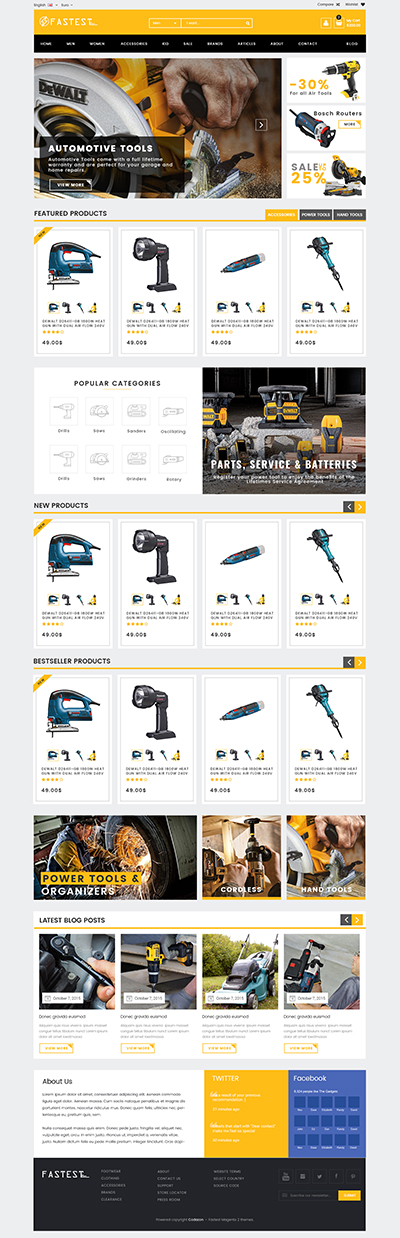 English Euro
Compare Wishlist
FASTEST
My Cart
HOME MEN WOMEN ACCESSORIES KID SALE BRANDS ARTICLES ABOUT CONTACT BLOG
DEWALT
AUTOMOTIVE TOOLS
Automotive Tools come with a full lifetime
warranty and are perfect for your garage and
home repairs.
VIEW MORE
-30%
For all Air Tools
Bosch Routers
MORE
SALE
25%
FEATURED PRODUCTS
ACCESSORIES POWER TOOLS HAND TOOLS
NEW
DEWALT D26411-GB 1800W HEAT
GUN WITH DUAL AIR FLOW 240V
49.00$
DEWALT D26411-GB 1800W HEAT
GUN WITH DUAL AIR FLOW 240V
49.00$
DEWALT D26411-GB 1800W HEAT
GUN WITH DUAL AIR FLOW 240V
49.00$
DEWALT D26411-GB 1800W HEAT
GUN WITH DUAL AIR FLOW 240V
49.00$
POPULAR CATEGORIES
Drills Saws Sanders Oscillating
Drills Saws Grinders Rotary
PARTS, SERVICE & BATTERIES
Register your power tool to enjoy the benefits of the
Lifetimes Service Agreement
NEW PRODUCTS
NEW
DEWALT D26411-GB 1800W HEAT
GUN WITH DUAL AIR FLOW 240V
49.00$
DEWALT D26411-GB 1800W HEAT
GUN WITH DUAL AIR FLOW 240V
49.00$
DEWALT D26411-GB 1800W HEAT
GUN WITH DUAL AIR FLOW 240V
49.00$
DEWALT D26411-GB 1800W HEAT
GUN WITH DUAL AIR FLOW 240V
49.00$
BESTSELLER PRODUCTS
NEW
DEWALT D26411-GB 1800W HEAT
GUN WITH DUAL AIR FLOW 240V
49.00$
DEWALT D26411-GB 1800W HEAT
GUN WITH DUAL AIR FLOW 240V
49.00$
DEWALT D26411-GB 1800W HEAT
GUN WITH DUAL AIR FLOW 240V
49.00$
DEWALT D26411-GB 1800W HEAT
GUN WITH DUAL AIR FLOW 240V
49.00$
POWER TOOLS &
ORGANIZERS
CORDLESS
HAND TOOLS
LATEST BLOG POSTS
October 7, 2015
Donec gravida euismod
VIEW MORE
October 7, 2015
Donec gravida euismod
VIEW MORE
October 7, 2015
Donec gravida euismod
VIEW MORE
October 7, 2015
Donec gravida euismod
VIEW MORE
About Us
TWITTER
Facebook
FASTEST
FOOTWEAR
CLOTHING
ACCESSORIES
BRANDS
CLEARANCE
ABOUT
CONTACT US
SUPPORT
STORE LOCATOR
PRESS ROOM
WEBSITE TERMS
SELECT COUNTRY
SOURCE CODE
Powered copyright Codazon - Fastest Magento 2 themes